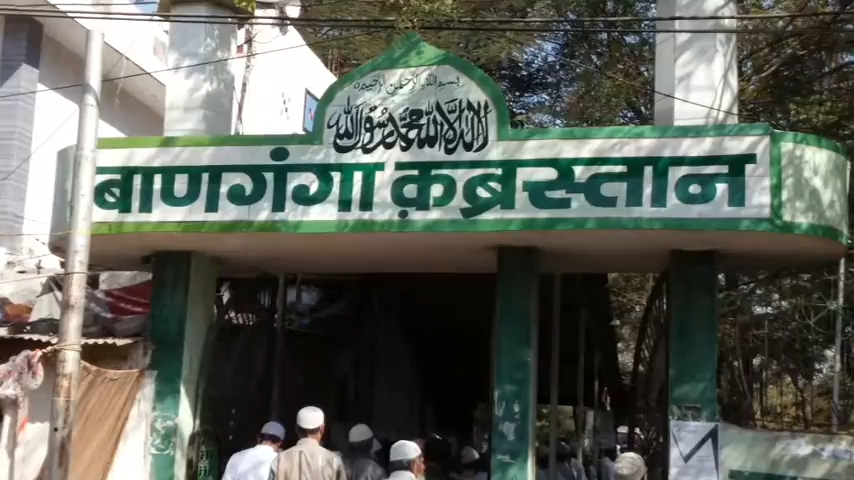 بسم الله الرحمن الرحيم
لا اله الا الله محمد رسول الله
बाणगंगा क़ब्रस्तान